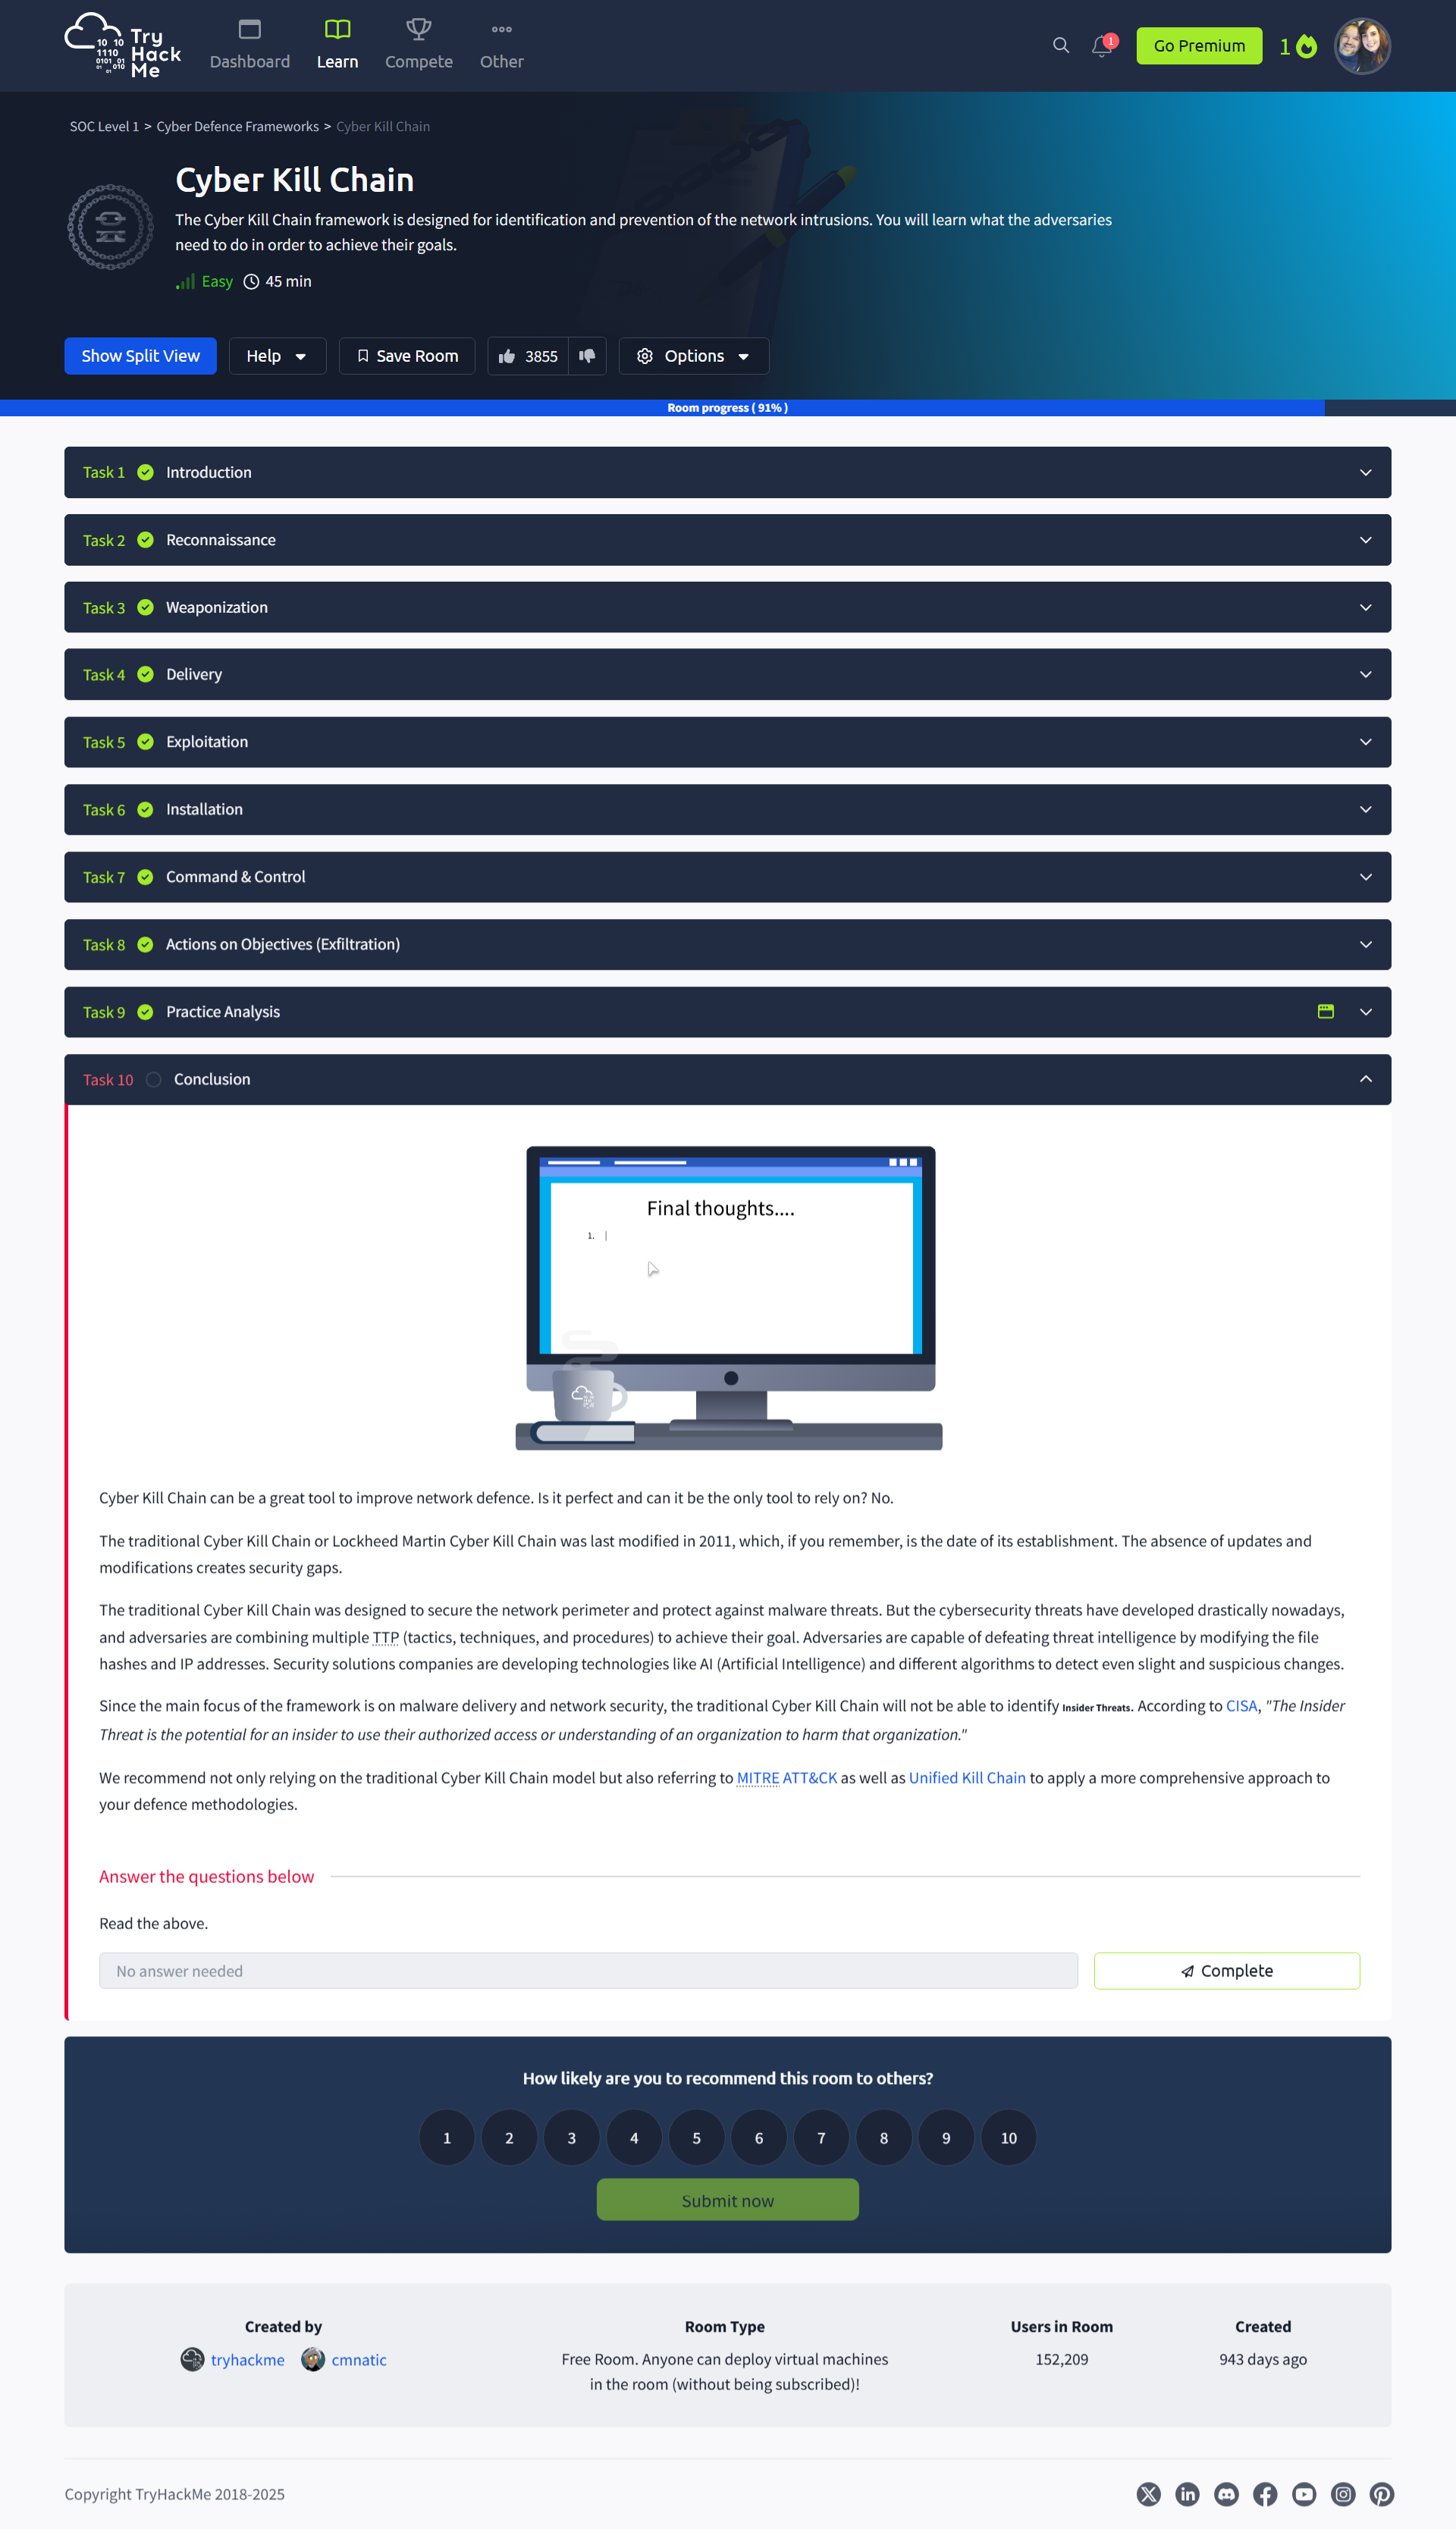 Try
Hack
Me
10 10
1110
0101 01
01 010
Dashboard
Learn
Compete
Other
1
Go Premium
1
SOC Level 1 > Cyber Defence Frameworks > Cyber Kill Chain
Cyber Kill Chain
The Cyber Kill Chain framework is designed for identification and prevention of the network intrusions. You will learn what the adversaries
need to do in order to achieve their goals.
Easy 45 min
Show Split View
Help
Save Room
3855
Options
Room progress ( 91% )
Task 1 Introduction
Task 2 Reconnaissance
Task 3 Weaponization
Task 4 Delivery
Task 5 Exploitation
Task 6 Installation
Task 7 Command & Control
Task 8 Actions on Objectives (Exfiltration)
Task 9 Practice Analysis
Task 10 Conclusion
Final thoughts....
1. |
Cyber Kill Chain can be a great tool to improve network defence. Is it perfect and can it be the only tool to rely on? No.
The traditional Cyber Kill Chain or Lockheed Martin Cyber Kill Chain was last modified in 2011, which, if you remember, is the date of its establishment. The absence of updates and
modifications creates security gaps.
The traditional Cyber Kill Chain was designed to secure the network perimeter and protect against malware threats. But the cybersecurity threats have developed drastically nowadays,
and adversaries are combining multiple TTP (tactics, techniques, and procedures) to achieve their goal. Adversaries are capable of defeating threat intelligence by modifying the file
hashes and IP addresses. Security solutions companies are developing technologies like AI (Artificial Intelligence) and different algorithms to detect even slight and suspicious changes.
Since the main focus of the framework is on malware delivery and network security, the traditional Cyber Kill Chain will not be able to identify Insider Threats. According to CISA, "The Insider
Threat is the potential for an insider to use their authorized access or understanding of an organization to harm that organization."
We recommend not only relying on the traditional Cyber Kill Chain model but also referring to MITRE ATT&CK as well as Unified Kill Chain to apply a more comprehensive approach to
your defence methodologies.
Answer the questions below
Read the above.
No answer needed
Complete
How likely are you to recommend this room to others?
1 2 3 4 5 6 7 8 9 10
Submit now
Created by
tryhackme cmnatic
Room Type
Free Room. Anyone can deploy virtual machines
in the room (without being subscribed)!
Users in Room
152,209
Created
943 days ago
Copyright TryHackMe 2018-2025